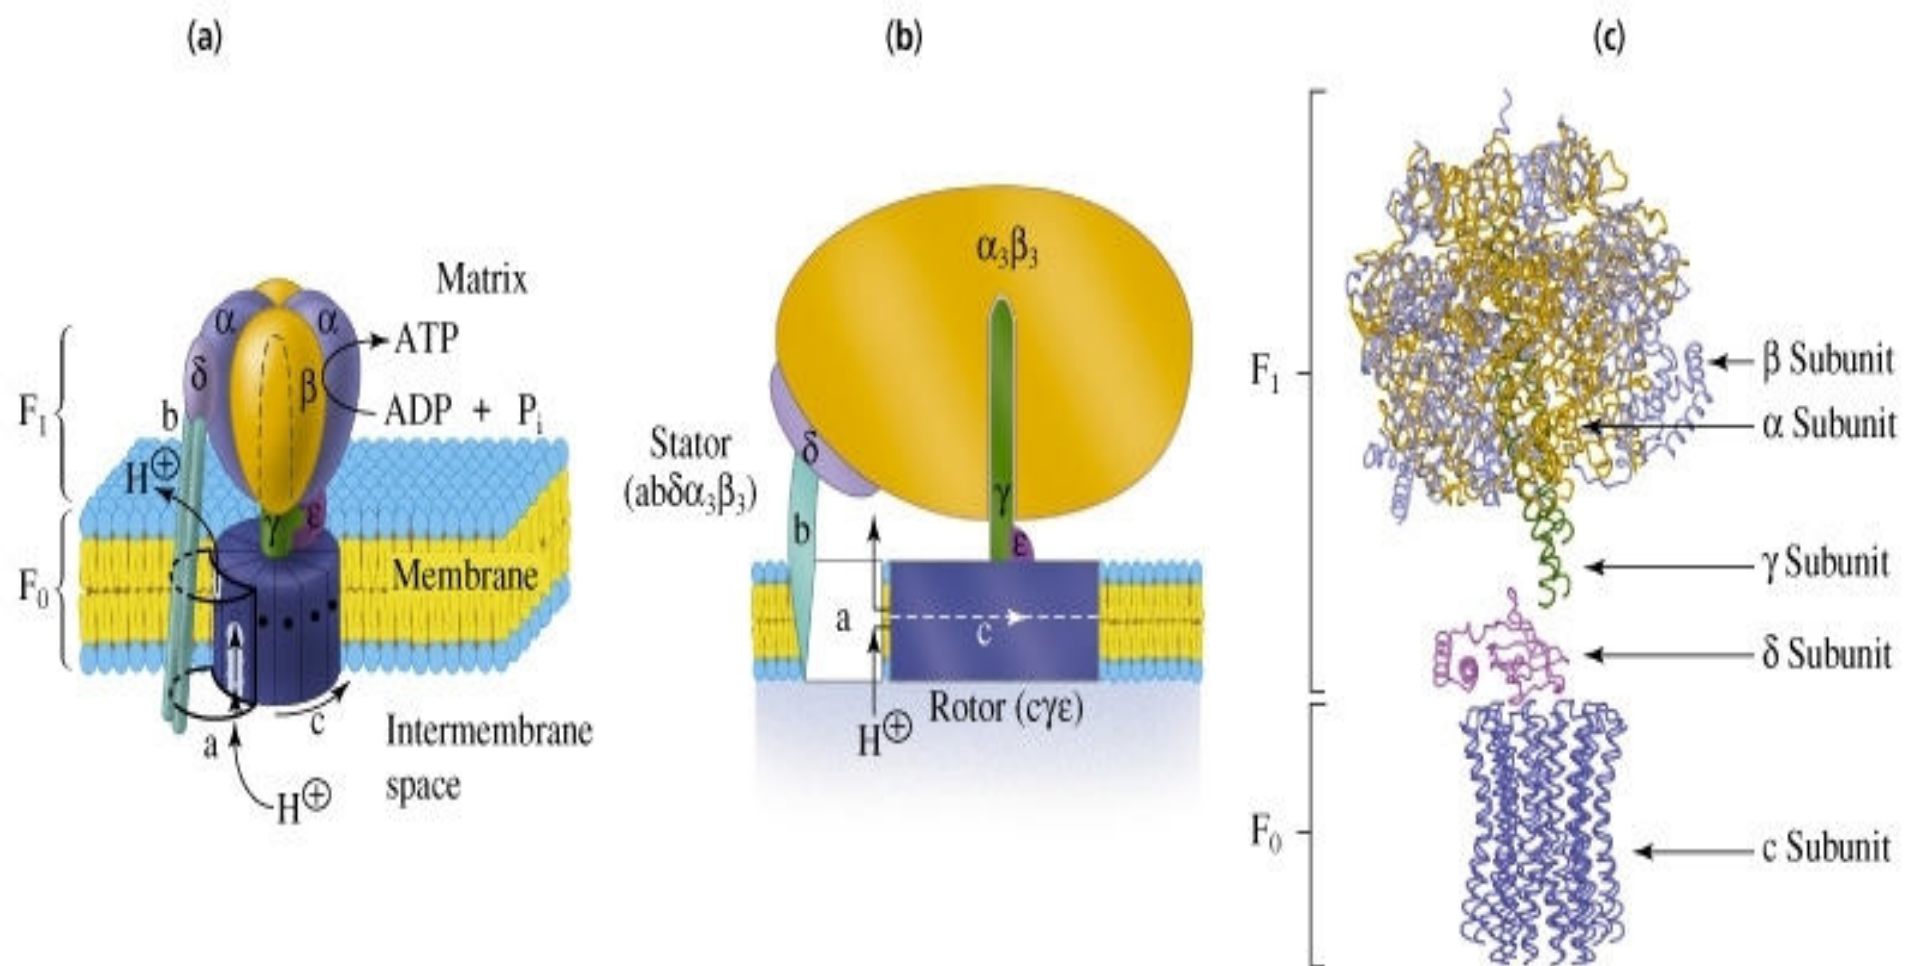 (a)
Matrix
α
α
ATP
δ
β
F₁
b
ADP + Pᵢ
H⊕
γ
ε
F₀
Membrane
c
a
Intermembrane
space
H⊕
(b)
α₃β₃
Stator
(abδα₃β₃)
δ
b
γ
ε
a
c
Rotor (cγε)
H⊕
(c)
F₁
β Subunit
α Subunit
γ Subunit
δ Subunit
F₀
c Subunit